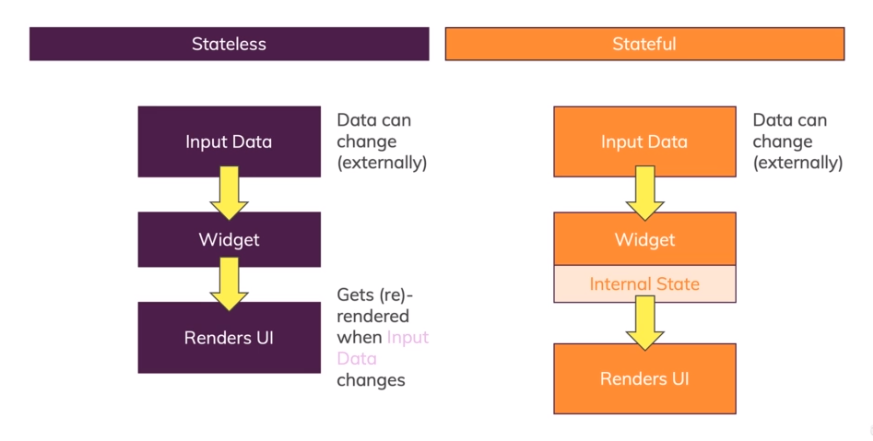 Stateless
Stateful
Input Data
Data can
change
(externally)
Widget
Renders UI
Gets (re)-
rendered
when Input
Data
changes
Input Data
Data can
change
(externally)
Widget
Internal State
Renders UI